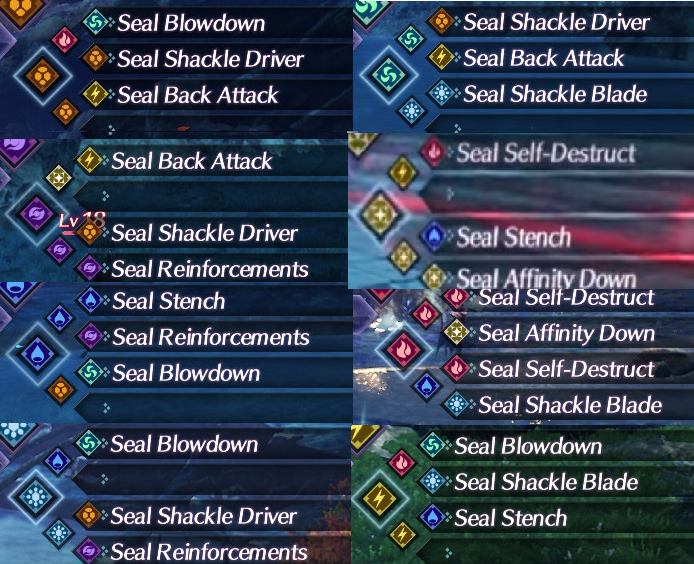 Seal Blowdown
Seal Shackle Driver
Seal Back Attack
Seal Shackle Driver
Seal Back Attack
Seal Shackle Blade
Seal Back Attack
Lv 18
Seal Shackle Driver
Seal Reinforcements
Seal Self-Destruct
Seal Stench
Seal Affinity Down
Seal Stench
Seal Reinforcements
Seal Blowdown
Seal Self-Destruct
Seal Affinity Down
Seal Self-Destruct
Seal Shackle Blade
Seal Blowdown
Seal Shackle Driver
Seal Reinforcements
Seal Blowdown
Seal Shackle Blade
Seal Stench